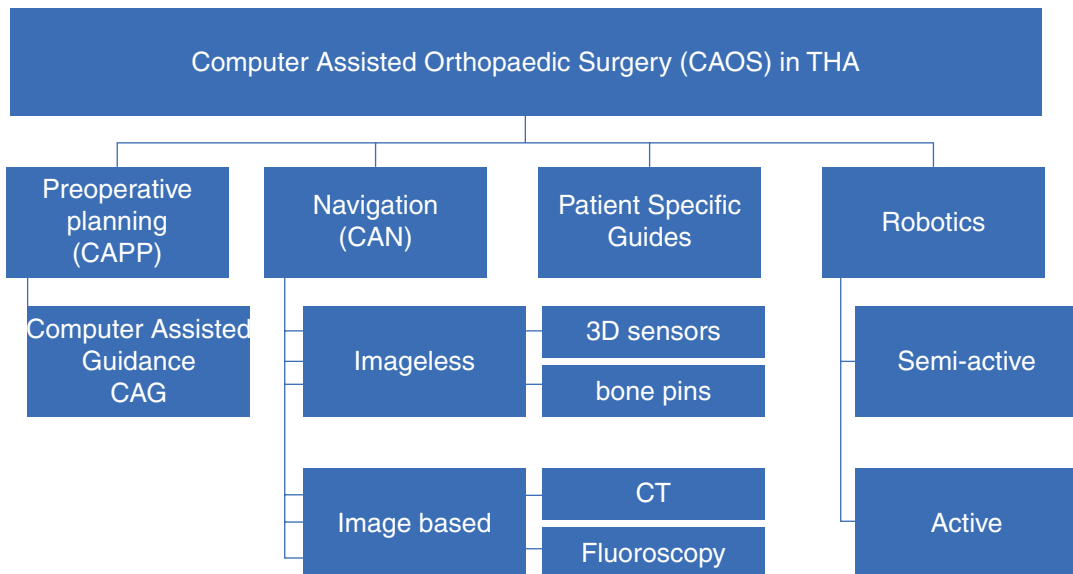 Computer Assisted Orthopaedic Surgery (CAOS) in THA
Preoperative
planning
(CAPP)
Navigation
(CAN)
Patient Specific
Guides
Robotics
Computer Assisted
Guidance
CAG
Imageless
3D sensors
bone pins
Semi-active
Image based
CT
Fluoroscopy
Active